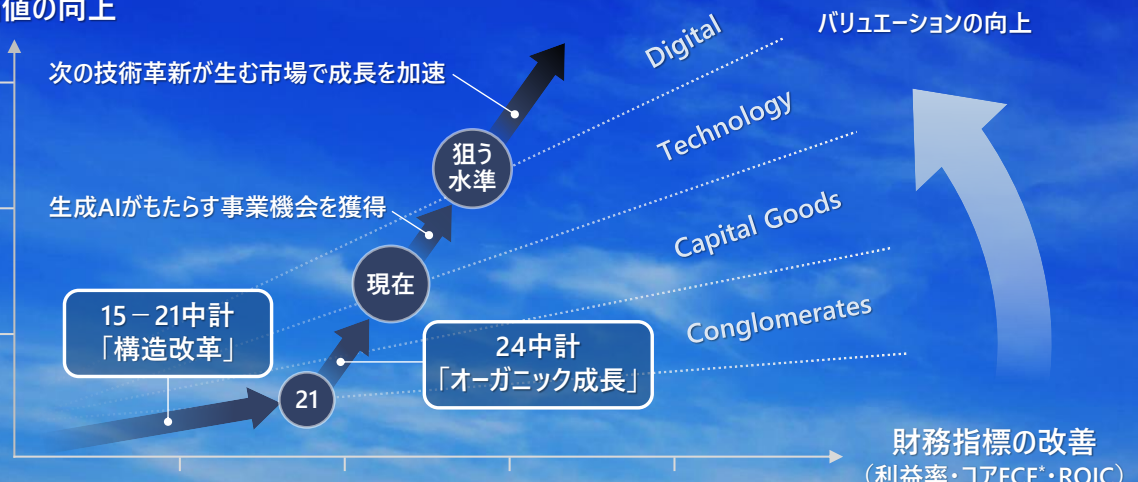 値の向上
バリュエーションの向上
Digital
次の技術革新が生む市場で成長を加速
Technology
狙う
水準
生成AIがもたらす事業機会を獲得
Capital Goods
現在
15－21中計
「構造改革」
Conglomerates
24中計
「オーガニック成長」
21
財務指標の改善
（利益率・コアFCF*・ROIC）